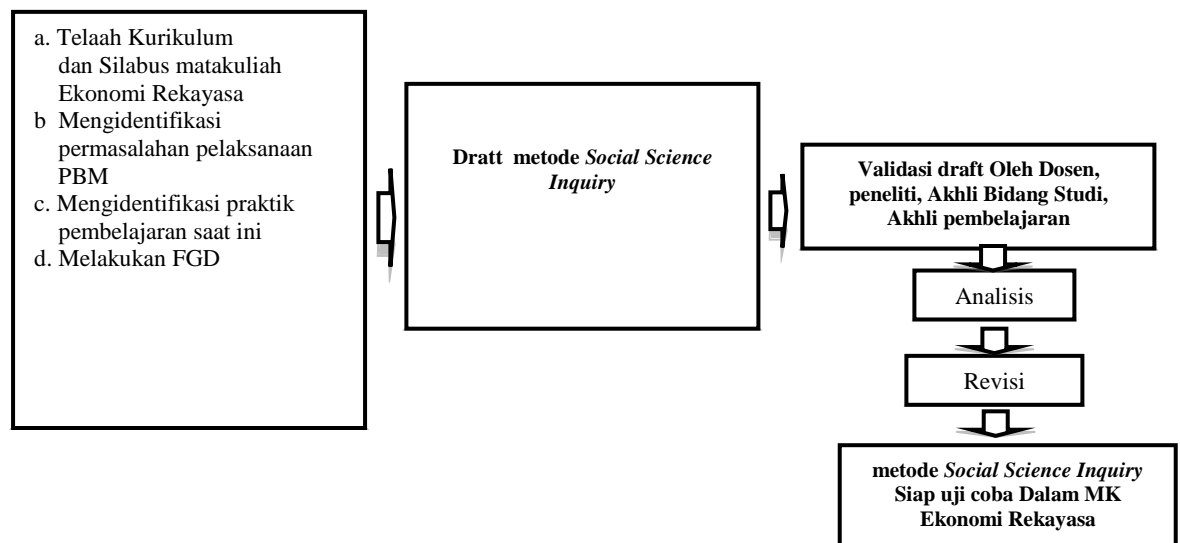 a. Telaah Kurikulum
dan Silabus matakuliah
Ekonomi Rekayasa
b Mengidentifikasi
permasalahan pelaksanaan
PBM
c. Mengidentifikasi praktik
pembelajaran saat ini
d. Melakukan FGD
Dratt metode Social Science
Inquiry
Validasi draft Oleh Dosen,
peneliti, Akhli Bidang Studi,
Akhli pembelajaran
Analisis
Revisi
metode Social Science Inquiry
Siap uji coba Dalam MK
Ekonomi Rekayasa